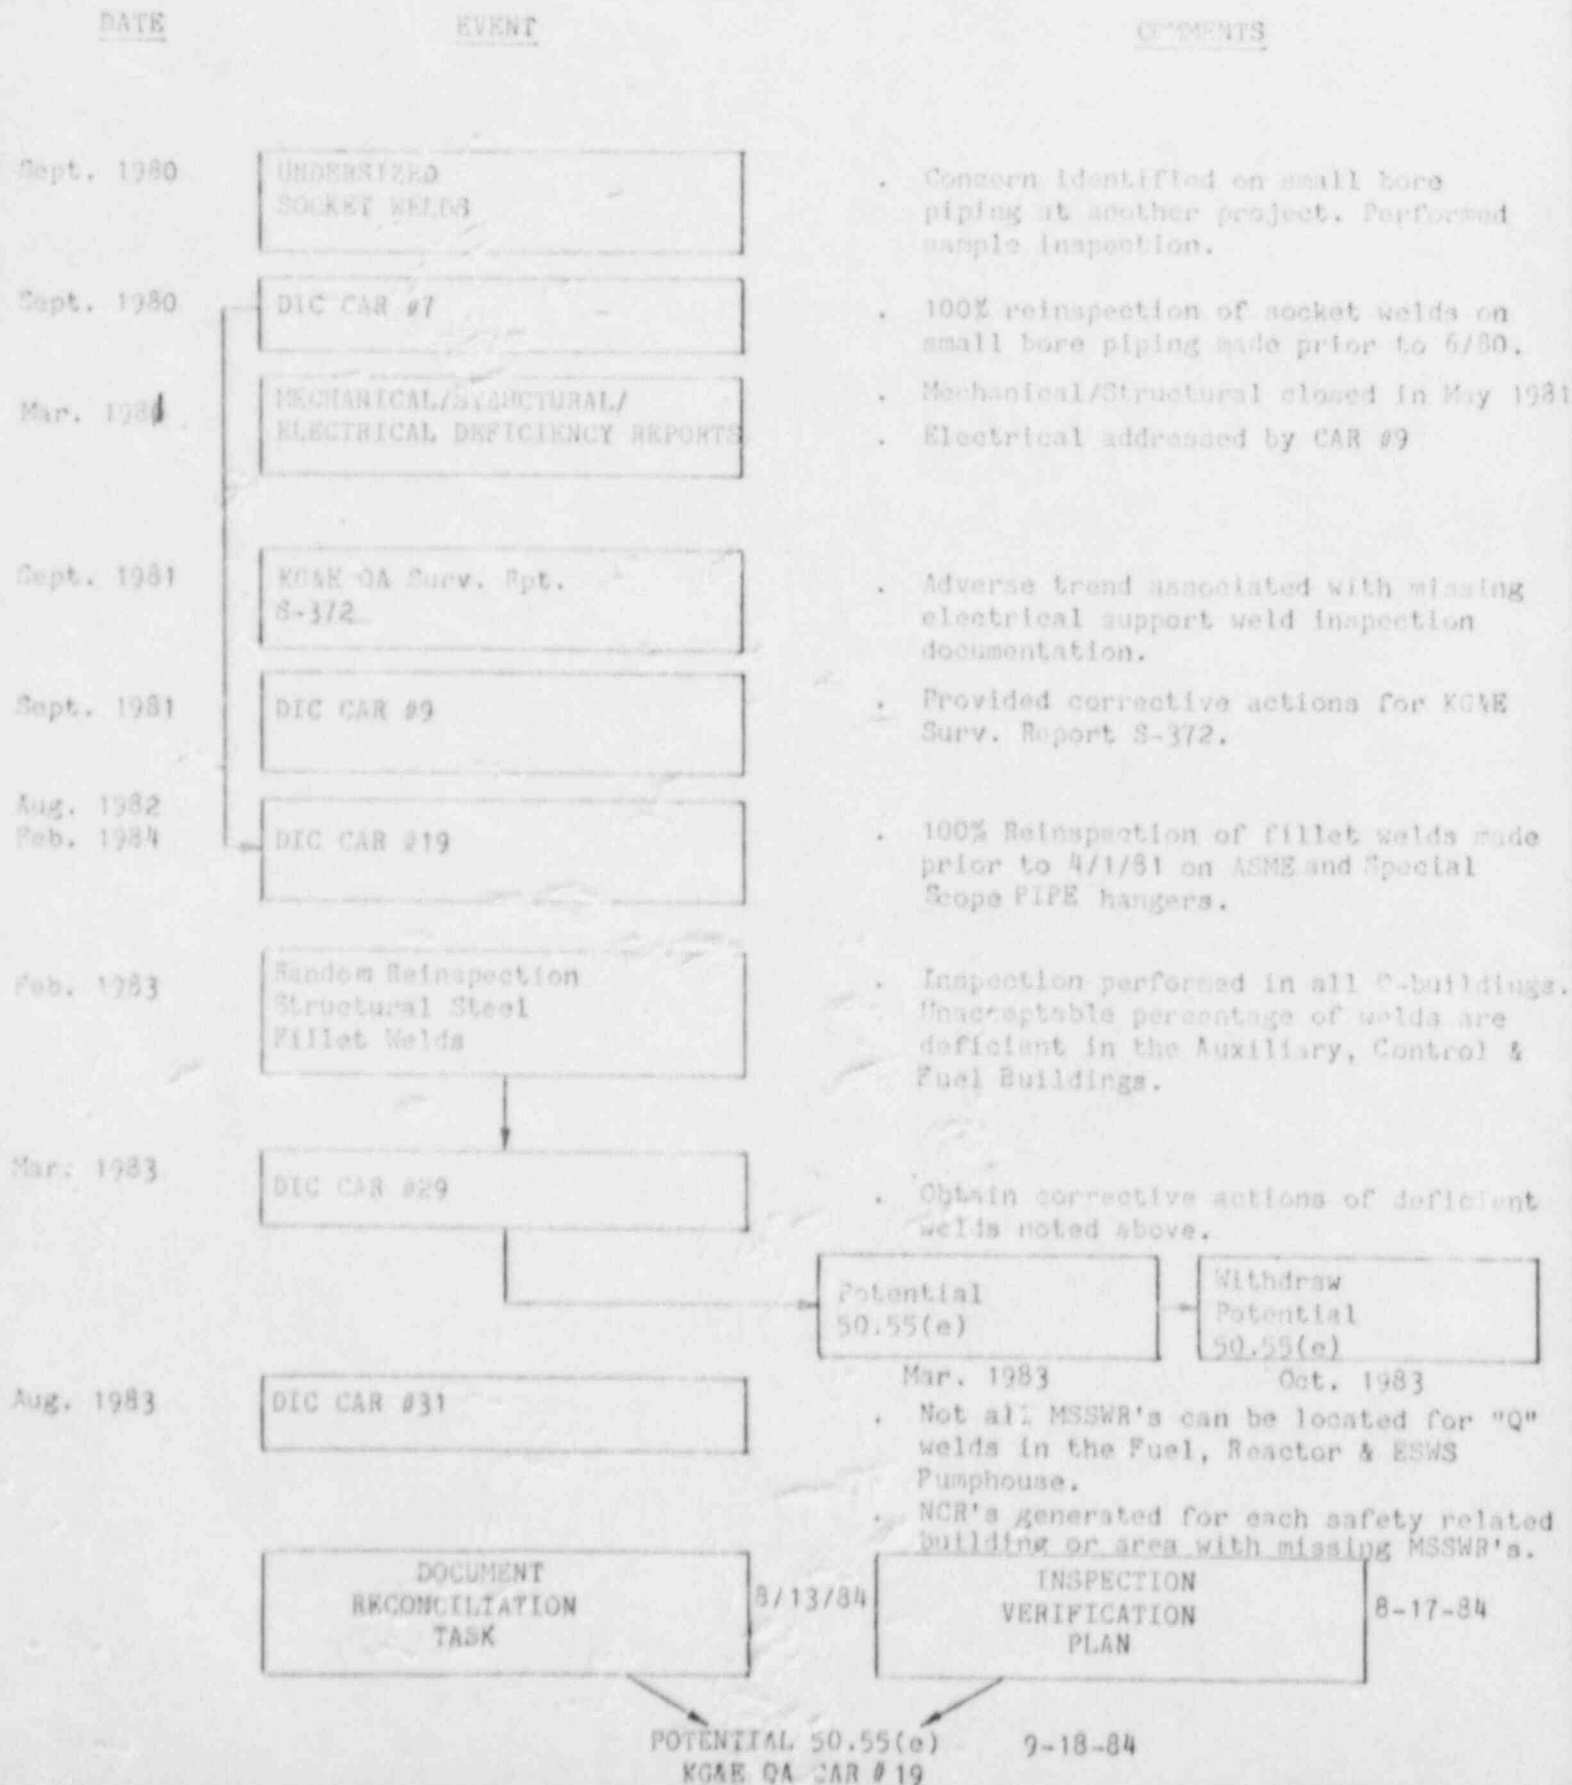 DATE EVENT COMMENTS
Sept. 1980 UNDERSIZED
SOCKET WELDS
. Concern identified on small bore
piping at another project. Performed
sample inspection.
Sept. 1980 DIC CAR #7
. 100% reinspection of socket welds on
small bore piping made prior to 6/80.
Mar. 1981 MECHANICAL/STRUCTURAL/
ELECTRICAL DEFICIENCY REPORTS
. Mechanical/Structural closed in May 1981
. Electrical addressed by CAR #9
Sept. 1981 KG&E QA Surv. Rpt.
S-372
. Adverse trend associated with missing
electrical support weld inspection
documentation.
Sept. 1981 DIC CAR #9
. Provided corrective actions for KG&E
Surv. Report S-372.
Aug. 1982
Feb. 1984 DIC CAR #19
. 100% Reinspection of fillet welds made
prior to 4/1/81 on ASME and Special
Scope PIPE hangers.
Feb. 1983 Random Reinspection
Structural Steel
Fillet Welds
. Inspection performed in all -buildings.
Unacceptable percentage of welds are
deficient in the Auxiliary, Control &
Fuel Buildings.
Mar. 1983 DIC CAR #29
. Obtain corrective actions of deficient
welds noted above.
Potential
50.55(e)
Mar. 1983
Withdraw
Potential
50.55(e)
Oct. 1983
Aug. 1983 DIC CAR #31
. Not all MSSWR's can be located for "Q"
welds in the Fuel, Reactor & ESWS
Pumphouse.
. NCR's generated for each safety related
building or area with missing MSSWR's.
DOCUMENT
RECONCILIATION
TASK
8/13/84
INSPECTION
VERIFICATION
PLAN
8-17-84
POTENTIAL 50.55(e) 9-18-84
KG&E QA CAR #19